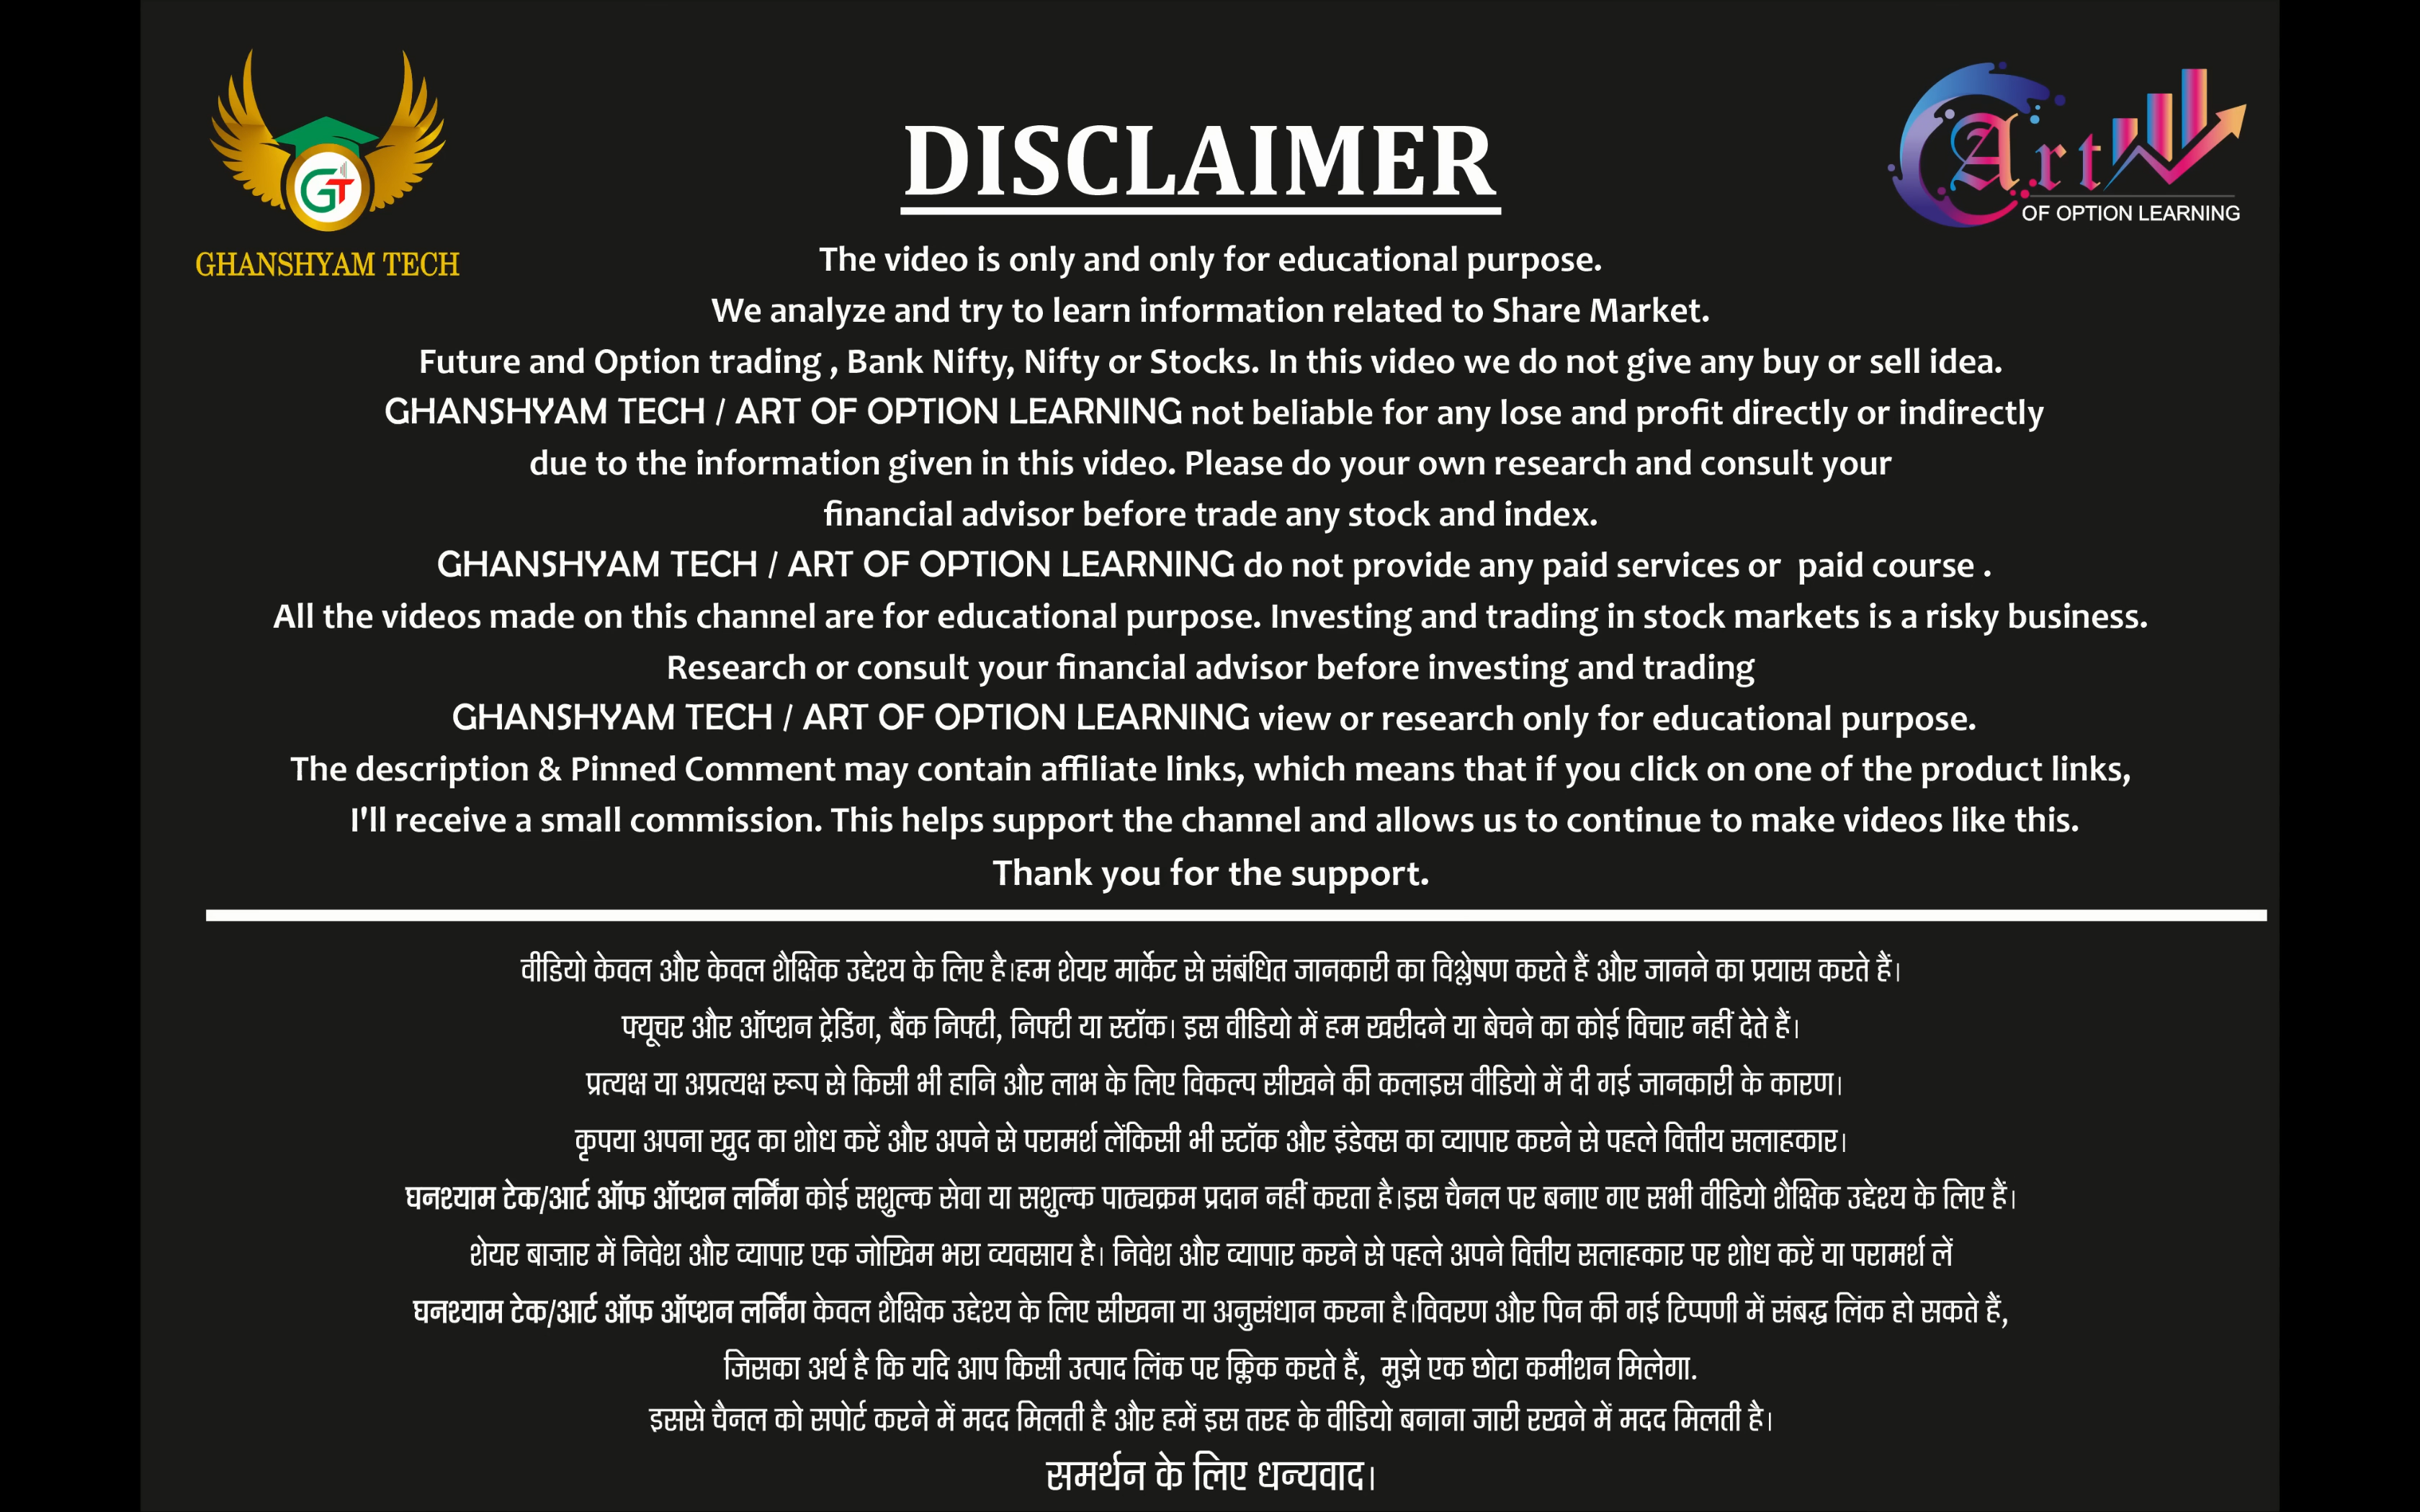 GT
GHANSHYAM TECH
DISCLAIMER
Art
OF OPTION LEARNING
The video is only and only for educational purpose.
We analyze and try to learn information related to Share Market.
Future and Option trading , Bank Nifty, Nifty or Stocks. In this video we do not give any buy or sell idea.
GHANSHYAM TECH / ART OF OPTION LEARNING not beliable for any lose and profit directly or indirectly
due to the information given in this video. Please do your own research and consult your
financial advisor before trade any stock and index.
GHANSHYAM TECH / ART OF OPTION LEARNING do not provide any paid services or  paid course .
All the videos made on this channel are for educational purpose. Investing and trading in stock markets is a risky business.
Research or consult your financial advisor before investing and trading
GHANSHYAM TECH / ART OF OPTION LEARNING view or research only for educational purpose.
The description & Pinned Comment may contain affiliate links, which means that if you click on one of the product links,
I'll receive a small commission. This helps support the channel and allows us to continue to make videos like this.
Thank you for the support.
वीडियो केवल और केवल शैक्षिक उद्देश्य के लिए है।हम शेयर मार्केट से संबंधित जानकारी का विश्लेषण करते हैं और जानने का प्रयास करते हैं।
फ्यूचर और ऑप्शन ट्रेडिंग, बैंक निफ्टी, निफ्टी या स्टॉक। इस वीडियो में हम खरीदने या बेचने का कोई विचार नहीं देते हैं।
प्रत्यक्ष या अप्रत्यक्ष रूप से किसी भी हानि और लाभ के लिए विकल्प सीखने की कलाइस वीडियो में दी गई जानकारी के कारण।
कृपया अपना खुद का शोध करें और अपने से परामर्श लेंकिसी भी स्टॉक और इंडेक्स का व्यापार करने से पहले वित्तीय सलाहकार।
घनश्याम टेक/आर्ट ऑफ ऑप्शन लर्निंग कोई सशुल्क सेवा या सशुल्क पाठ्यक्रम प्रदान नहीं करता है।इस चैनल पर बनाए गए सभी वीडियो शैक्षिक उद्देश्य के लिए हैं।
शेयर बाज़ार में निवेश और व्यापार एक जोखिम भरा व्यवसाय है। निवेश और व्यापार करने से पहले अपने वित्तीय सलाहकार पर शोध करें या परामर्श लें
घनश्याम टेक/आर्ट ऑफ ऑप्शन लर्निंग केवल शैक्षिक उद्देश्य के लिए सीखना या अनुसंधान करना है।विवरण और पिन की गई टिप्पणी में संबद्ध लिंक हो सकते हैं,
जिसका अर्थ है कि यदि आप किसी उत्पाद लिंक पर क्लिक करते हैं,  मुझे एक छोटा कमीशन मिलेगा.
इससे चैनल को सपोर्ट करने में मदद मिलती है और हमें इस तरह के वीडियो बनाना जारी रखने में मदद मिलती है।
समर्थन के लिए धन्यवाद।